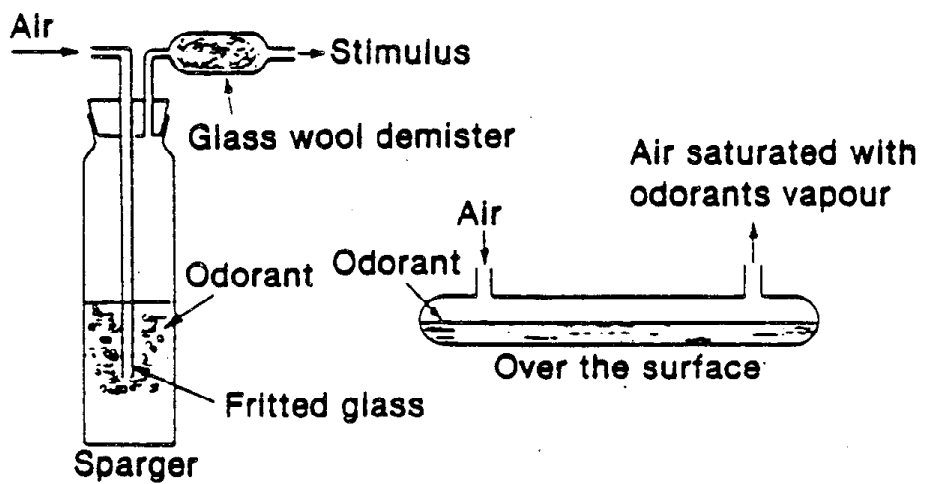 Air
Stimulus
Glass wool demister
Odorant
Fritted glass
Sparger
Air saturated with
odorants vapour
Air
Odorant
Over the surface